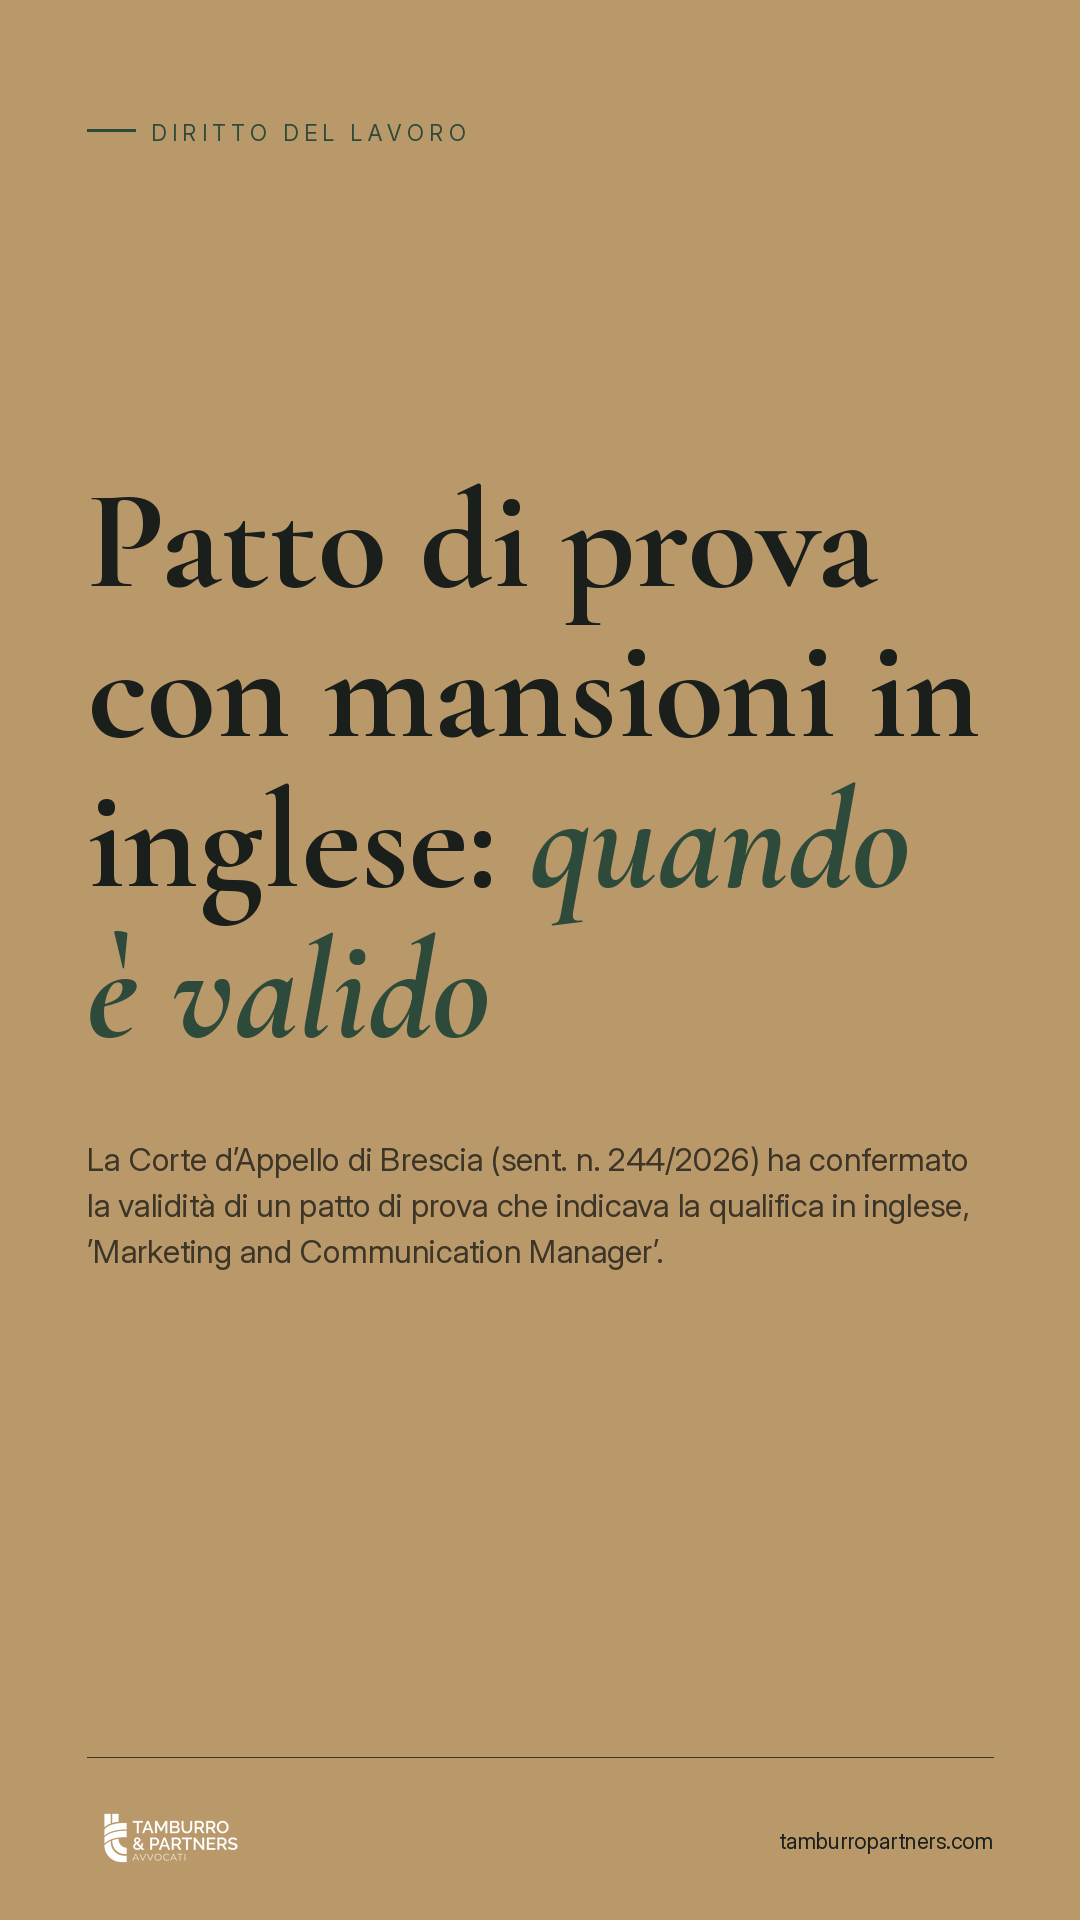 DIRITTO DEL LAVORO
Patto di prova
con mansioni in
inglese: quando
è valido
La Corte d’Appello di Brescia (sent. n. 244/2026) ha confermato
la validità di un patto di prova che indicava la qualifica in inglese,
’Marketing and Communication Manager’.
TAMBURRO
& PARTNERS
AVVOCATI
tamburropartners.com